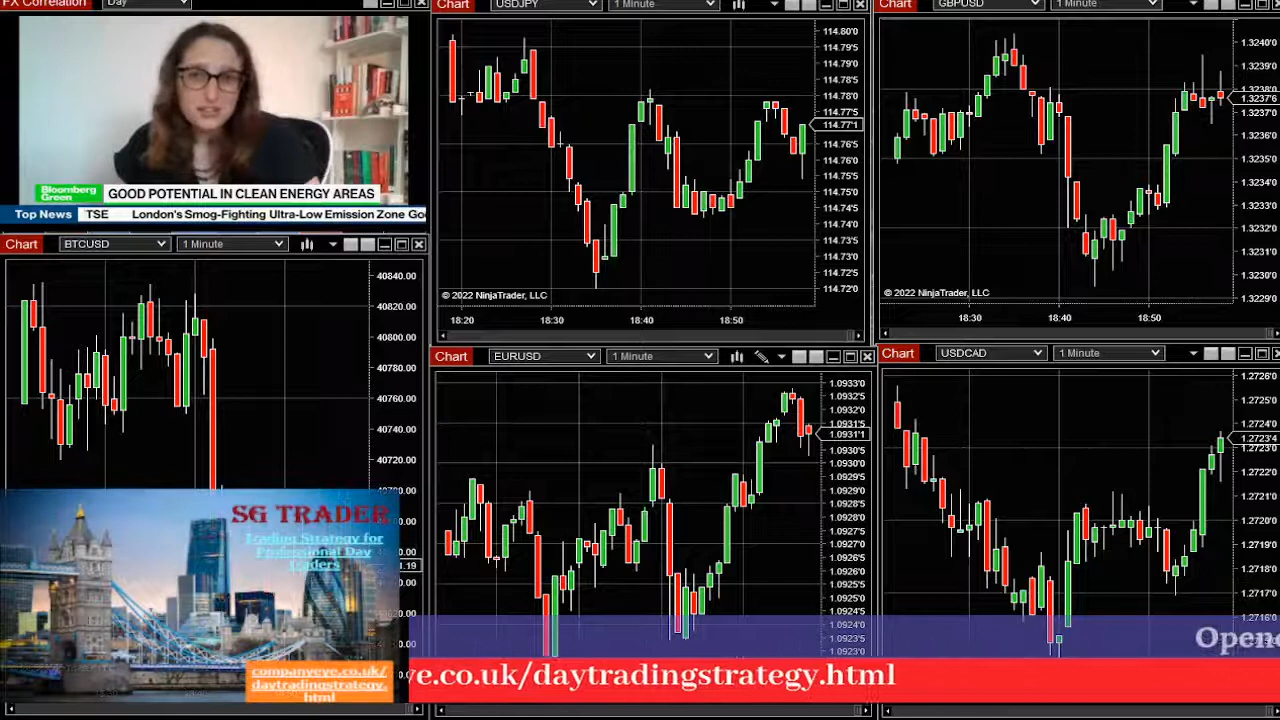 FX Correlation
Day
Bloomberg
Green
GOOD POTENTIAL IN CLEAN ENERGY AREAS
Top News
TSE
London's Smog-Fighting Ultra-Low Emission Zone Go
Chart
USDJPY
1 Minute
114.80'0
114.79'5
114.79'0
114.78'5
114.78'0
114.77'5
114.77'1
114.76'5
114.76'0
114.75'5
114.75'0
114.74'5
114.74'0
114.73'5
114.73'0
114.72'5
114.72'0
© 2022 NinjaTrader, LLC
18:20
18:30
18:40
18:50
Chart
GBPUSD
1 Minute
1.3240'0
1.3239'0
1.3238'0
1.3237'6
1.3237'0
1.3236'0
1.3235'0
1.3234'0
1.3233'0
1.3232'0
1.3231'0
1.3230'0
1.3229'0
© 2022 NinjaTrader, LLC
18:30
18:40
18:50
Chart
BTCUSD
1 Minute
40840.00
40820.00
40800.00
40780.00
40760.00
40740.00
40720.00
1.19
SG TRADER
Trading Strategy for
Professional Day
Traders
companyeye.co.uk/
daytradingstrategy.
html
Chart
EURUSD
1 Minute
1.0933'0
1.0932'5
1.0932'0
1.0931'5
1.0931'1
1.0930'5
1.0930'0
1.0929'5
1.0929'0
1.0928'5
1.0928'0
1.0927'5
1.0927'0
1.0926'5
1.0926'0
1.0925'5
1.0925'0
1.0924'5
1.0924'0
1.0923'5
1.0923'0
Chart
USDCAD
1 Minute
1.2726'0
1.2725'0
1.2724'0
1.2723'4
1.2723'0
1.2722'0
1.2721'0
1.2720'0
1.2719'0
1.2718'0
1.2717'0
1.2716'0
Opene
e.co.uk/daytradingstrategy.html